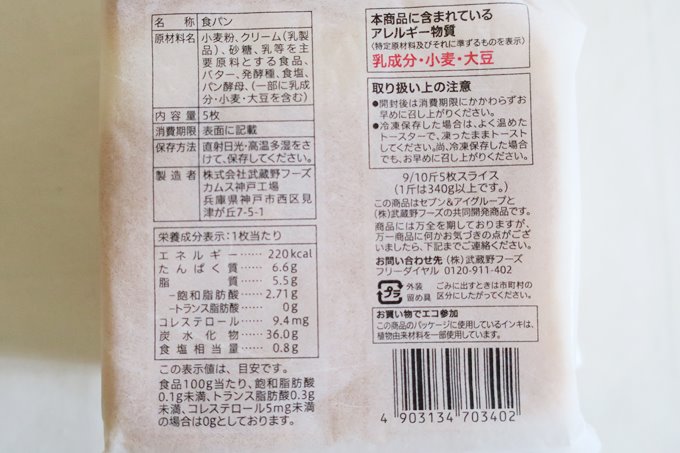 名称 食パン
原材料名 小麦粉、クリーム（乳製
品）、砂糖、乳等を主
要原料とする食品、
バター、発酵種、食塩、
パン酵母、（一部に乳成
分・小麦・大豆を含む）
内容量 5枚
消費期限 表面に記載
保存方法 直射日光・高温多湿をさ
けて、保存してください。
製造者 株式会社武蔵野フーズ
カムス神戸工場
兵庫県神戸市西区見
津が丘7-5-1
栄養成分表示：1枚当たり
エネルギー…… 220kcal
たんぱく質…… 6.6g
脂質…… 5.5g
−飽和脂肪酸…… 2.71g
−トランス脂肪酸…… 0g
コレステロール…… 9.4mg
炭水化物…… 36.0g
食塩相当量…… 0.8g
この表示値は、目安です。
食品100g当たり、飽和脂肪酸
0.1g未満、トランス脂肪酸0.3g
未満、コレステロール5mg未満
の場合は0gとしております。
本商品に含まれている
アレルギー物質
（特定原材料及びそれに準ずるものを表示）
乳成分・小麦・大豆
取り扱い上の注意
●開封後は消費期限にかかわらずお
早めに召し上がりください。
●冷凍保存した場合は、よく温めた
トースターで、凍ったままトースト
してください。尚、冷凍保存した場合
でも、お早めに召し上がりください。
9/10斤5枚スライス
（1斤は340g以上です。）
この商品はセブン&アイグループと
（株）武蔵野フーズの共同開発商品です。
商品には万全を期しておりますが、
万一商品に何かお気づきの点がござ
いましたら、下記までご連絡ください。
お問い合わせ先 （株）武蔵野フーズ
フリーダイヤル 0120-911-402
プラ 外装 ごみに出すときは市町村の
留め具 区分にしたがってください。
お買い物でエコ参加
この商品のパッケージに使用しているインキは、
植物由来材料を一部使用しています。
4 903134 703402